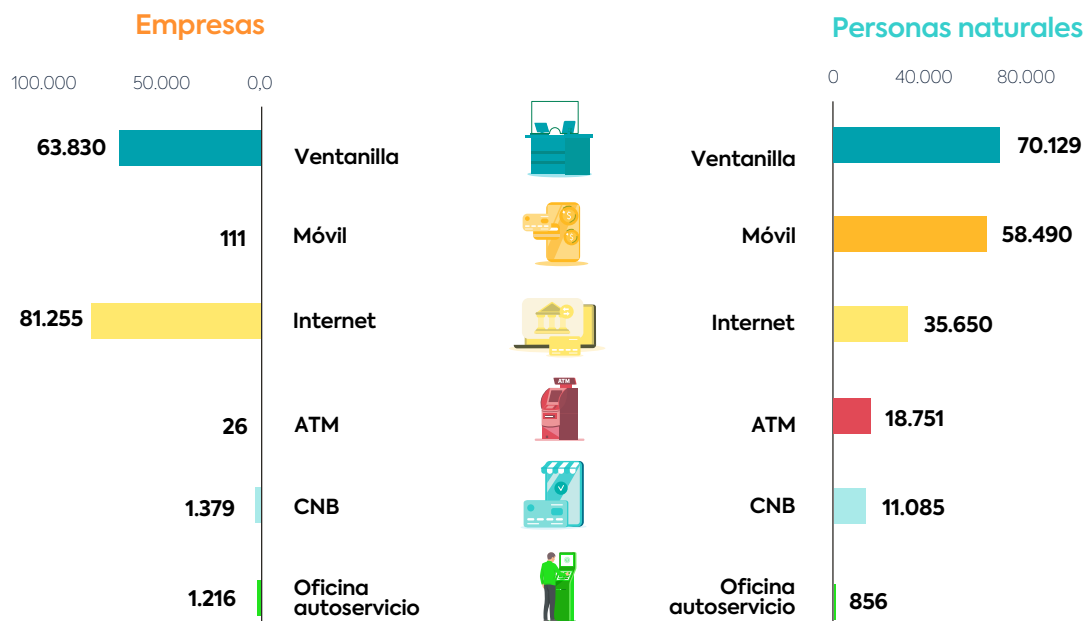 Empresas
100.000 50.000 0,0
63.830 Ventanilla
111 Móvil
81.255 Internet
ATM
26 ATM
1.379 CNB
1.216 Oficina
autoservicio
Personas naturales
0 40.000 80.000
Ventanilla 70.129
Móvil 58.490
Internet 35.650
ATM 18.751
CNB 11.085
Oficina
autoservicio 856